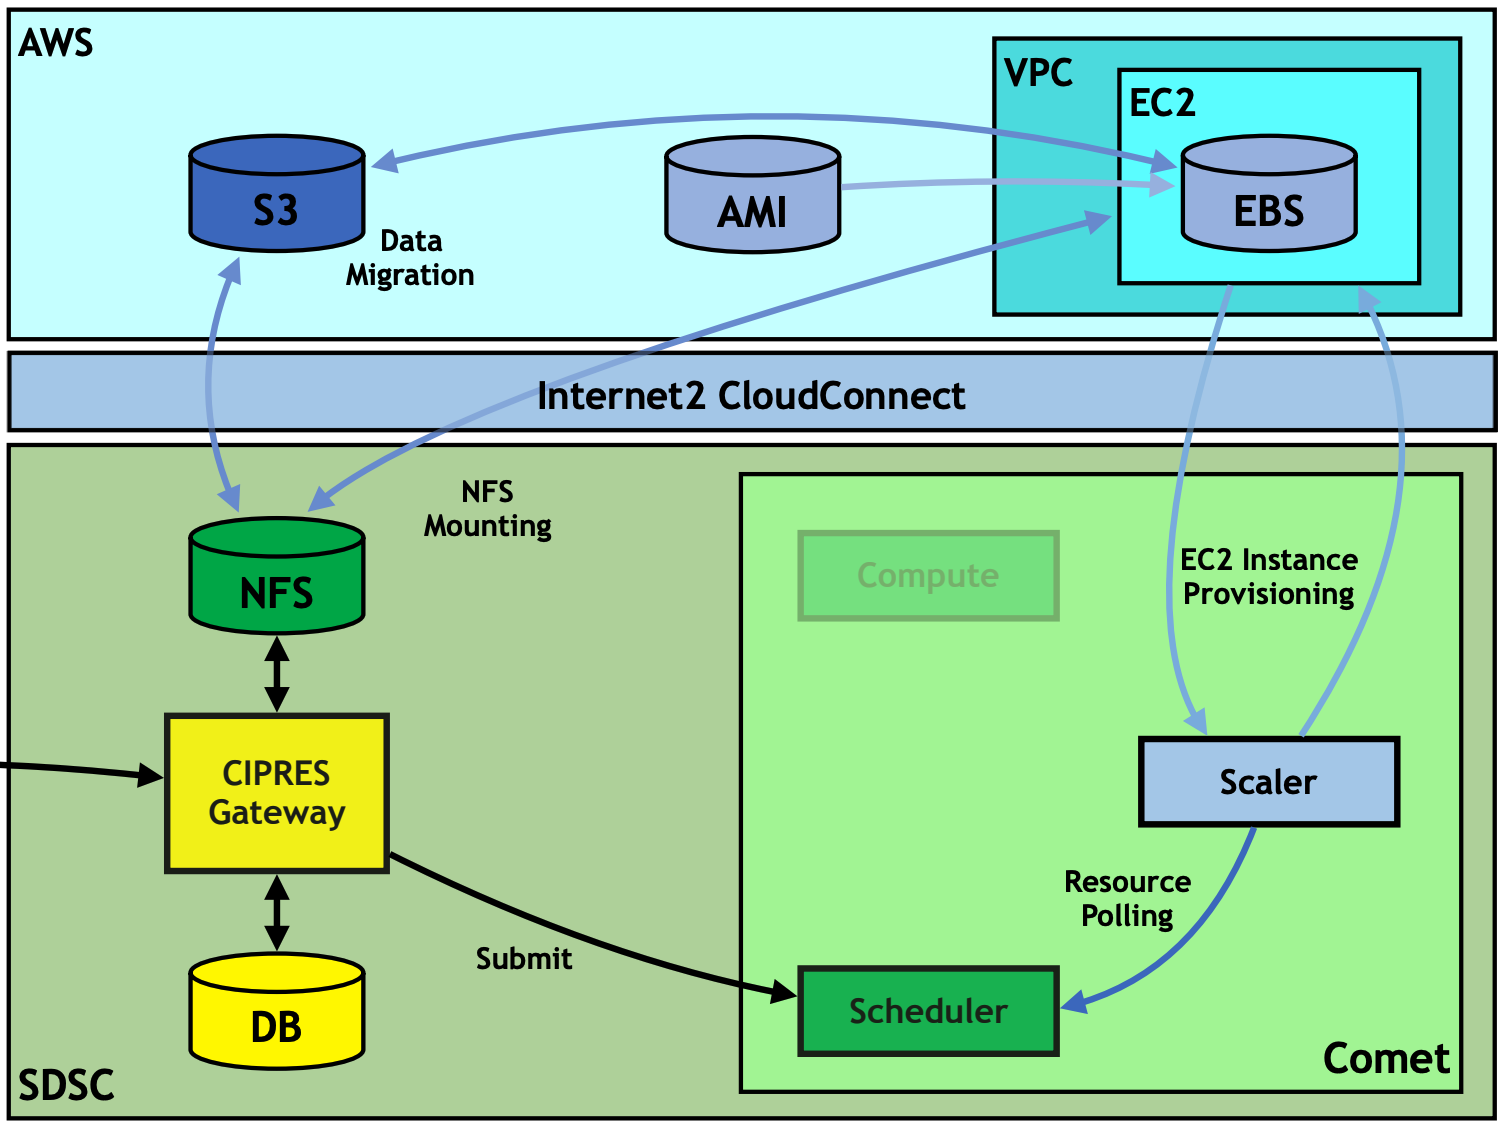 AWS
VPC
EC2
S3
AMI
EBS
Data
Migration
Internet2 CloudConnect
NFS
Mounting
Compute
EC2 Instance
Provisioning
NFS
CIPRES
Gateway
Scaler
Resource
Polling
Submit
Scheduler
DB
Comet
SDSC